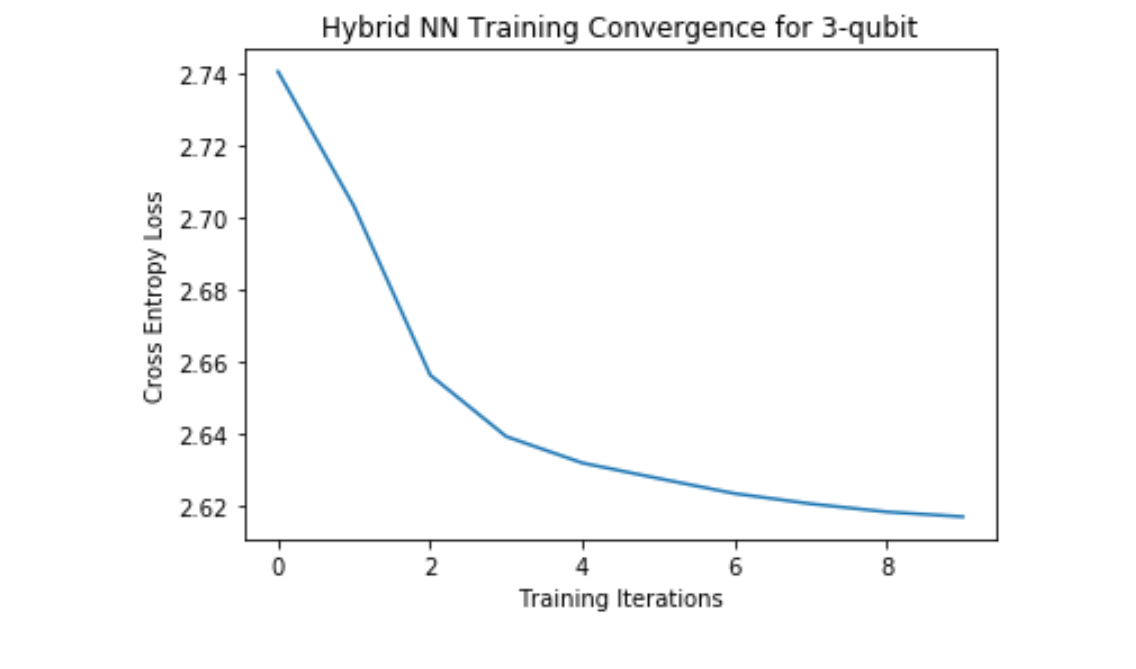 Hybrid NN Training Convergence for 3-qubit
Cross Entropy Loss
2.74
2.72
2.70
2.68
2.66
2.64
2.62
0 2 4 6 8
Training Iterations